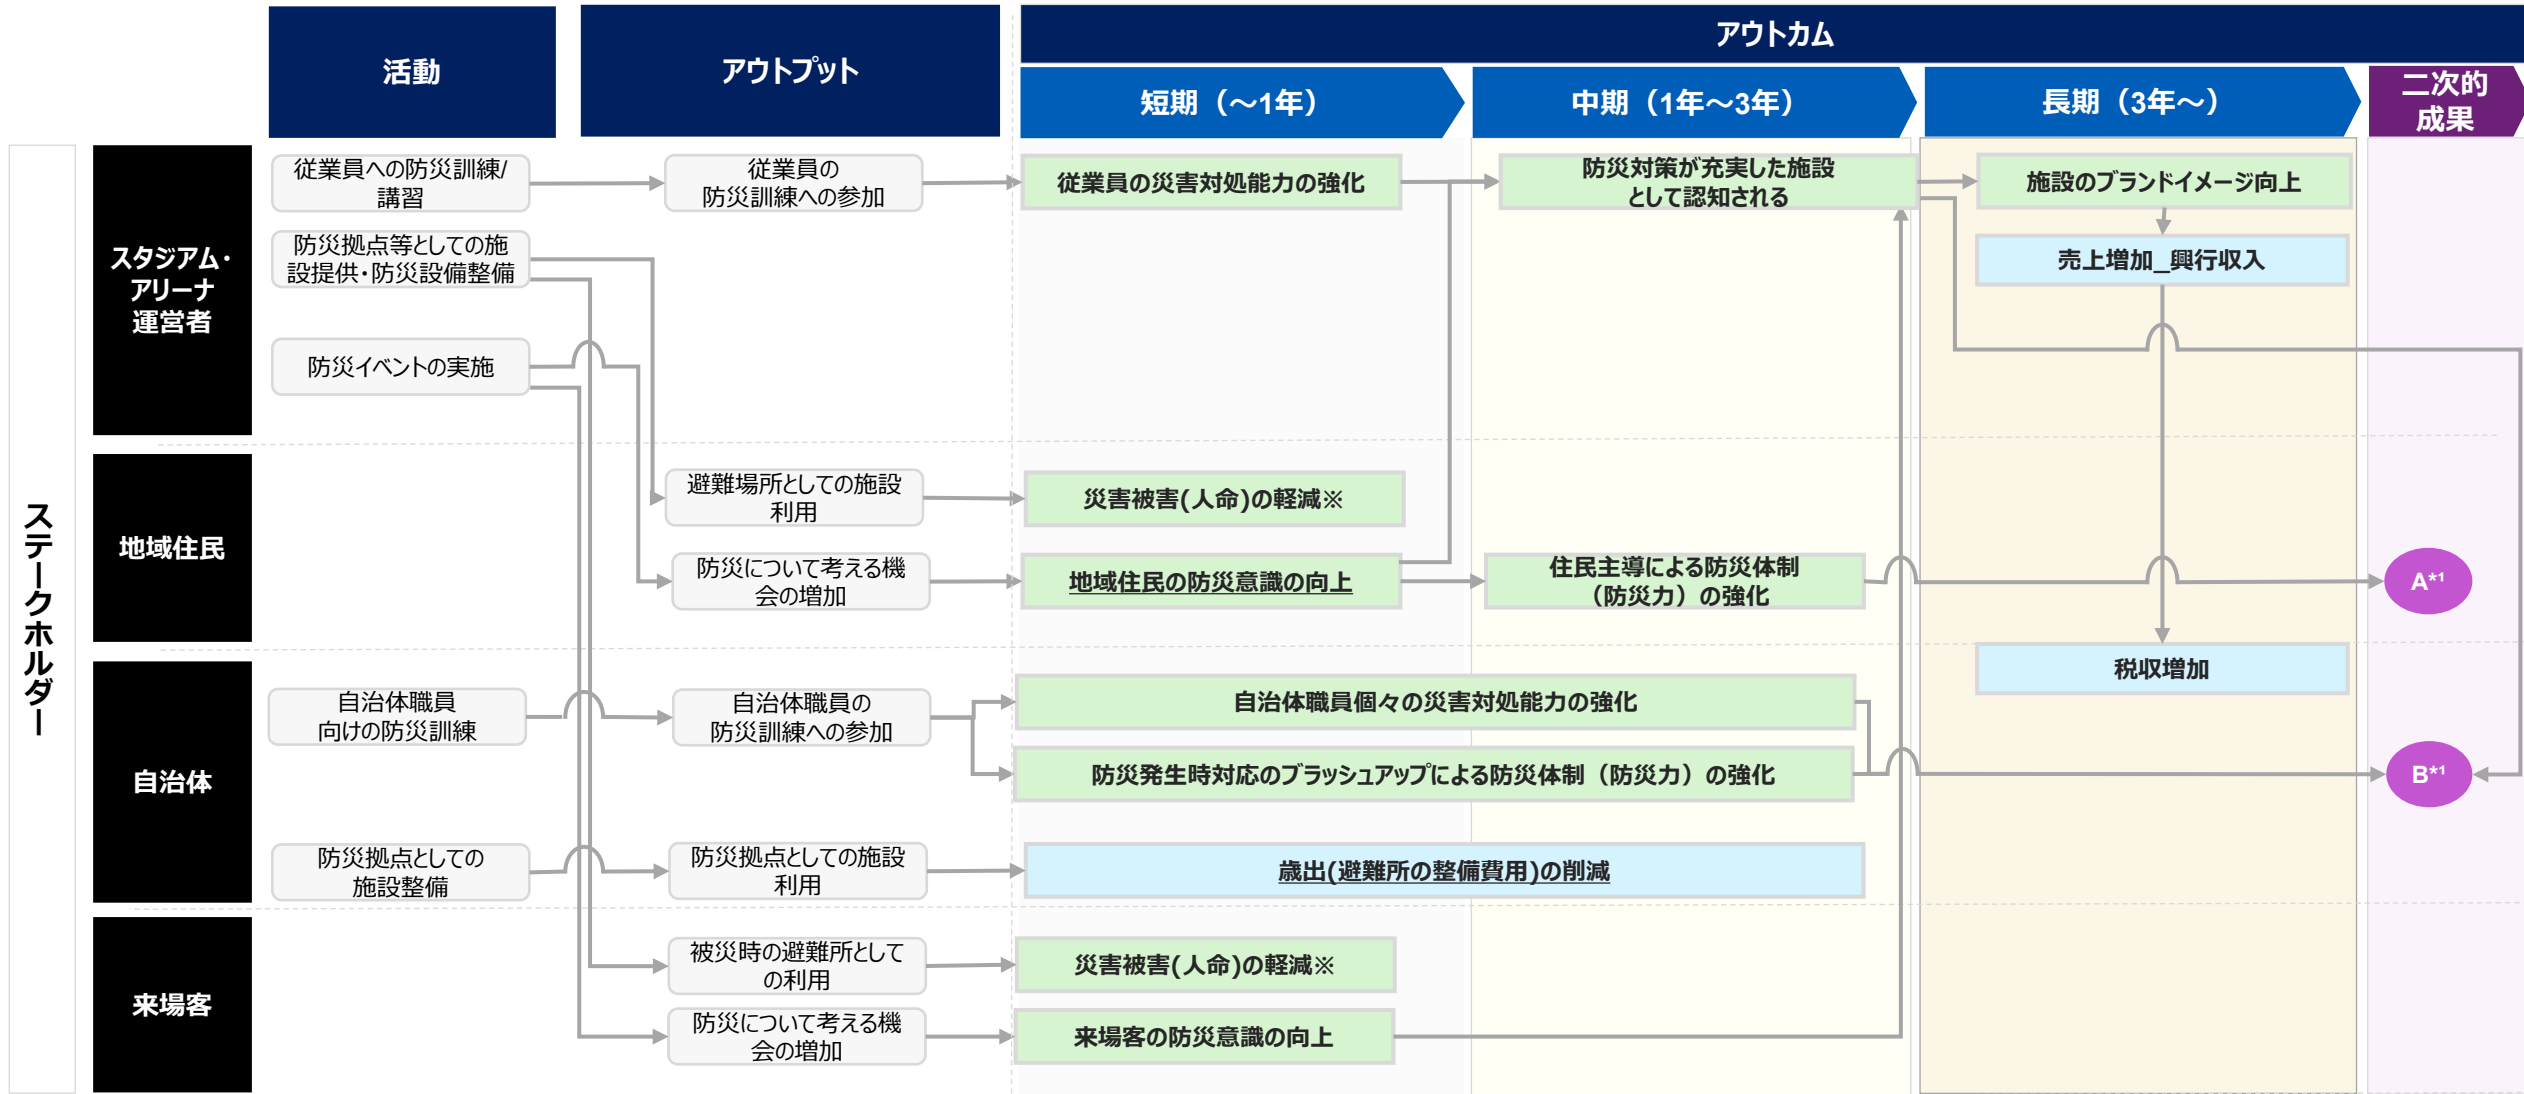 活動
アウトプット
アウトカム
短期（～1年）
中期（1年～3年）
長期（3年～）
二次的
成果
ステークホルダー
スタジアム・
アリーナ
運営者
従業員への防災訓練/
講習
従業員の
防災訓練への参加
従業員の災害対処能力の強化
防災対策が充実した施設
として認知される
施設のブランドイメージ向上
防災拠点等としての施
設提供・防災設備整備
売上増加_興行収入
防災イベントの実施
地域住民
避難場所としての施設
利用
災害被害(人命)の軽減※
防災について考える機
会の増加
地域住民の防災意識の向上
住民主導による防災体制
（防災力）の強化
A*¹
自治体
税収増加
自治体職員
向けの防災訓練
自治体職員の
防災訓練への参加
自治体職員個々の災害対処能力の強化
防災発生時対応のブラッシュアップによる防災体制（防災力）の強化
B*¹
防災拠点としての
施設整備
防災拠点としての施設
利用
歳出(避難所の整備費用)の削減
来場客
被災時の避難所として
の利用
災害被害(人命)の軽減※
防災について考える機
会の増加
来場客の防災意識の向上